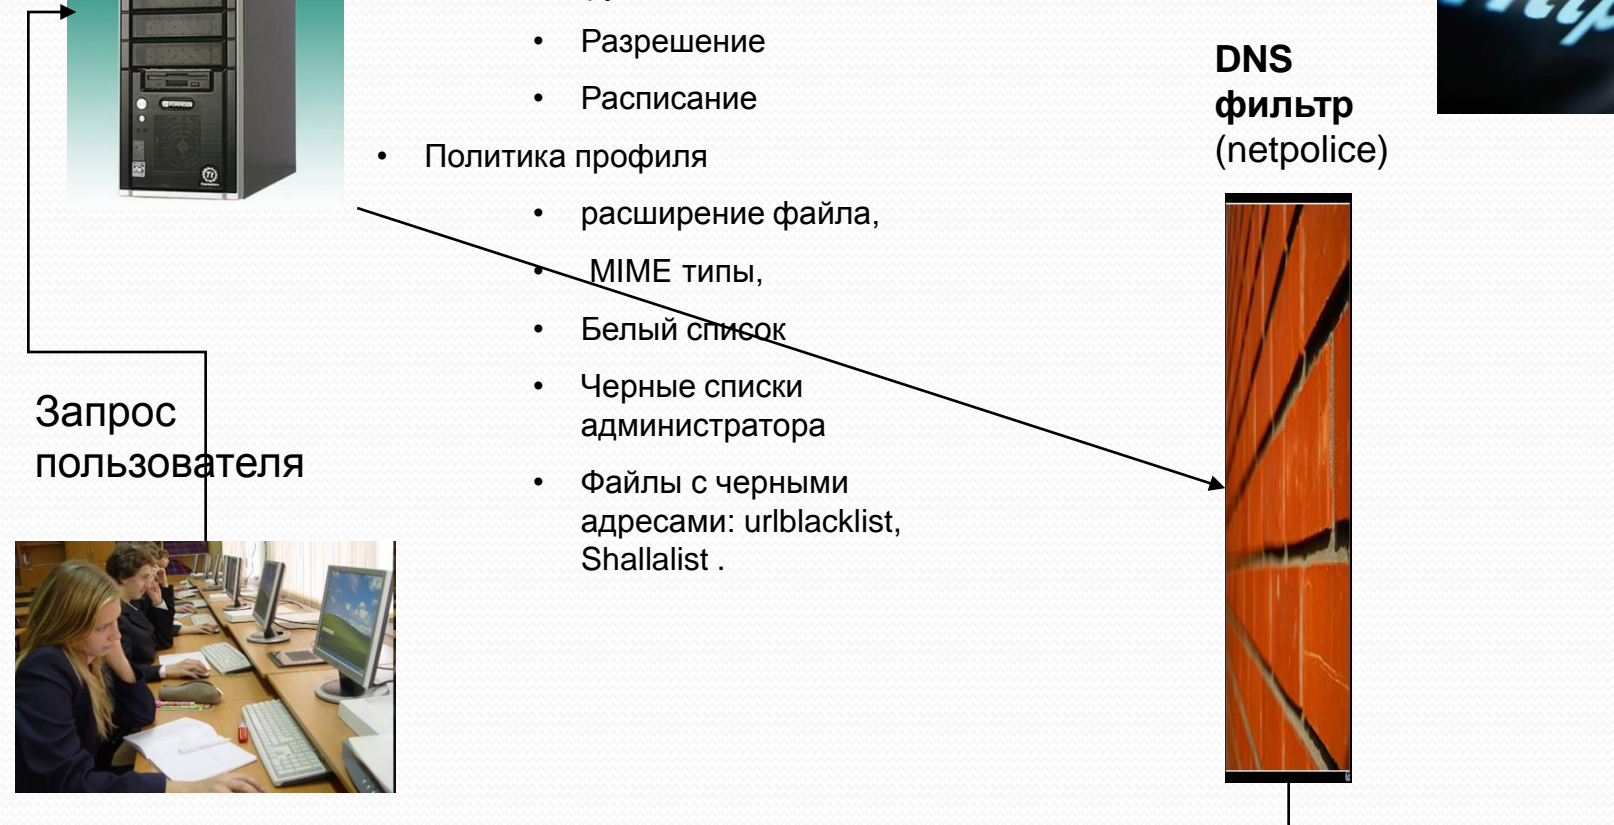 • Разрешение
• Расписание
• Политика профиля
• расширение файла,
• MIME типы,
• Белый список
• Черные списки
администратора
• Файлы с черными
адресами: urlblacklist,
Shallalist .
Запрос
пользователя
DNS
фильтр
(netpolice)